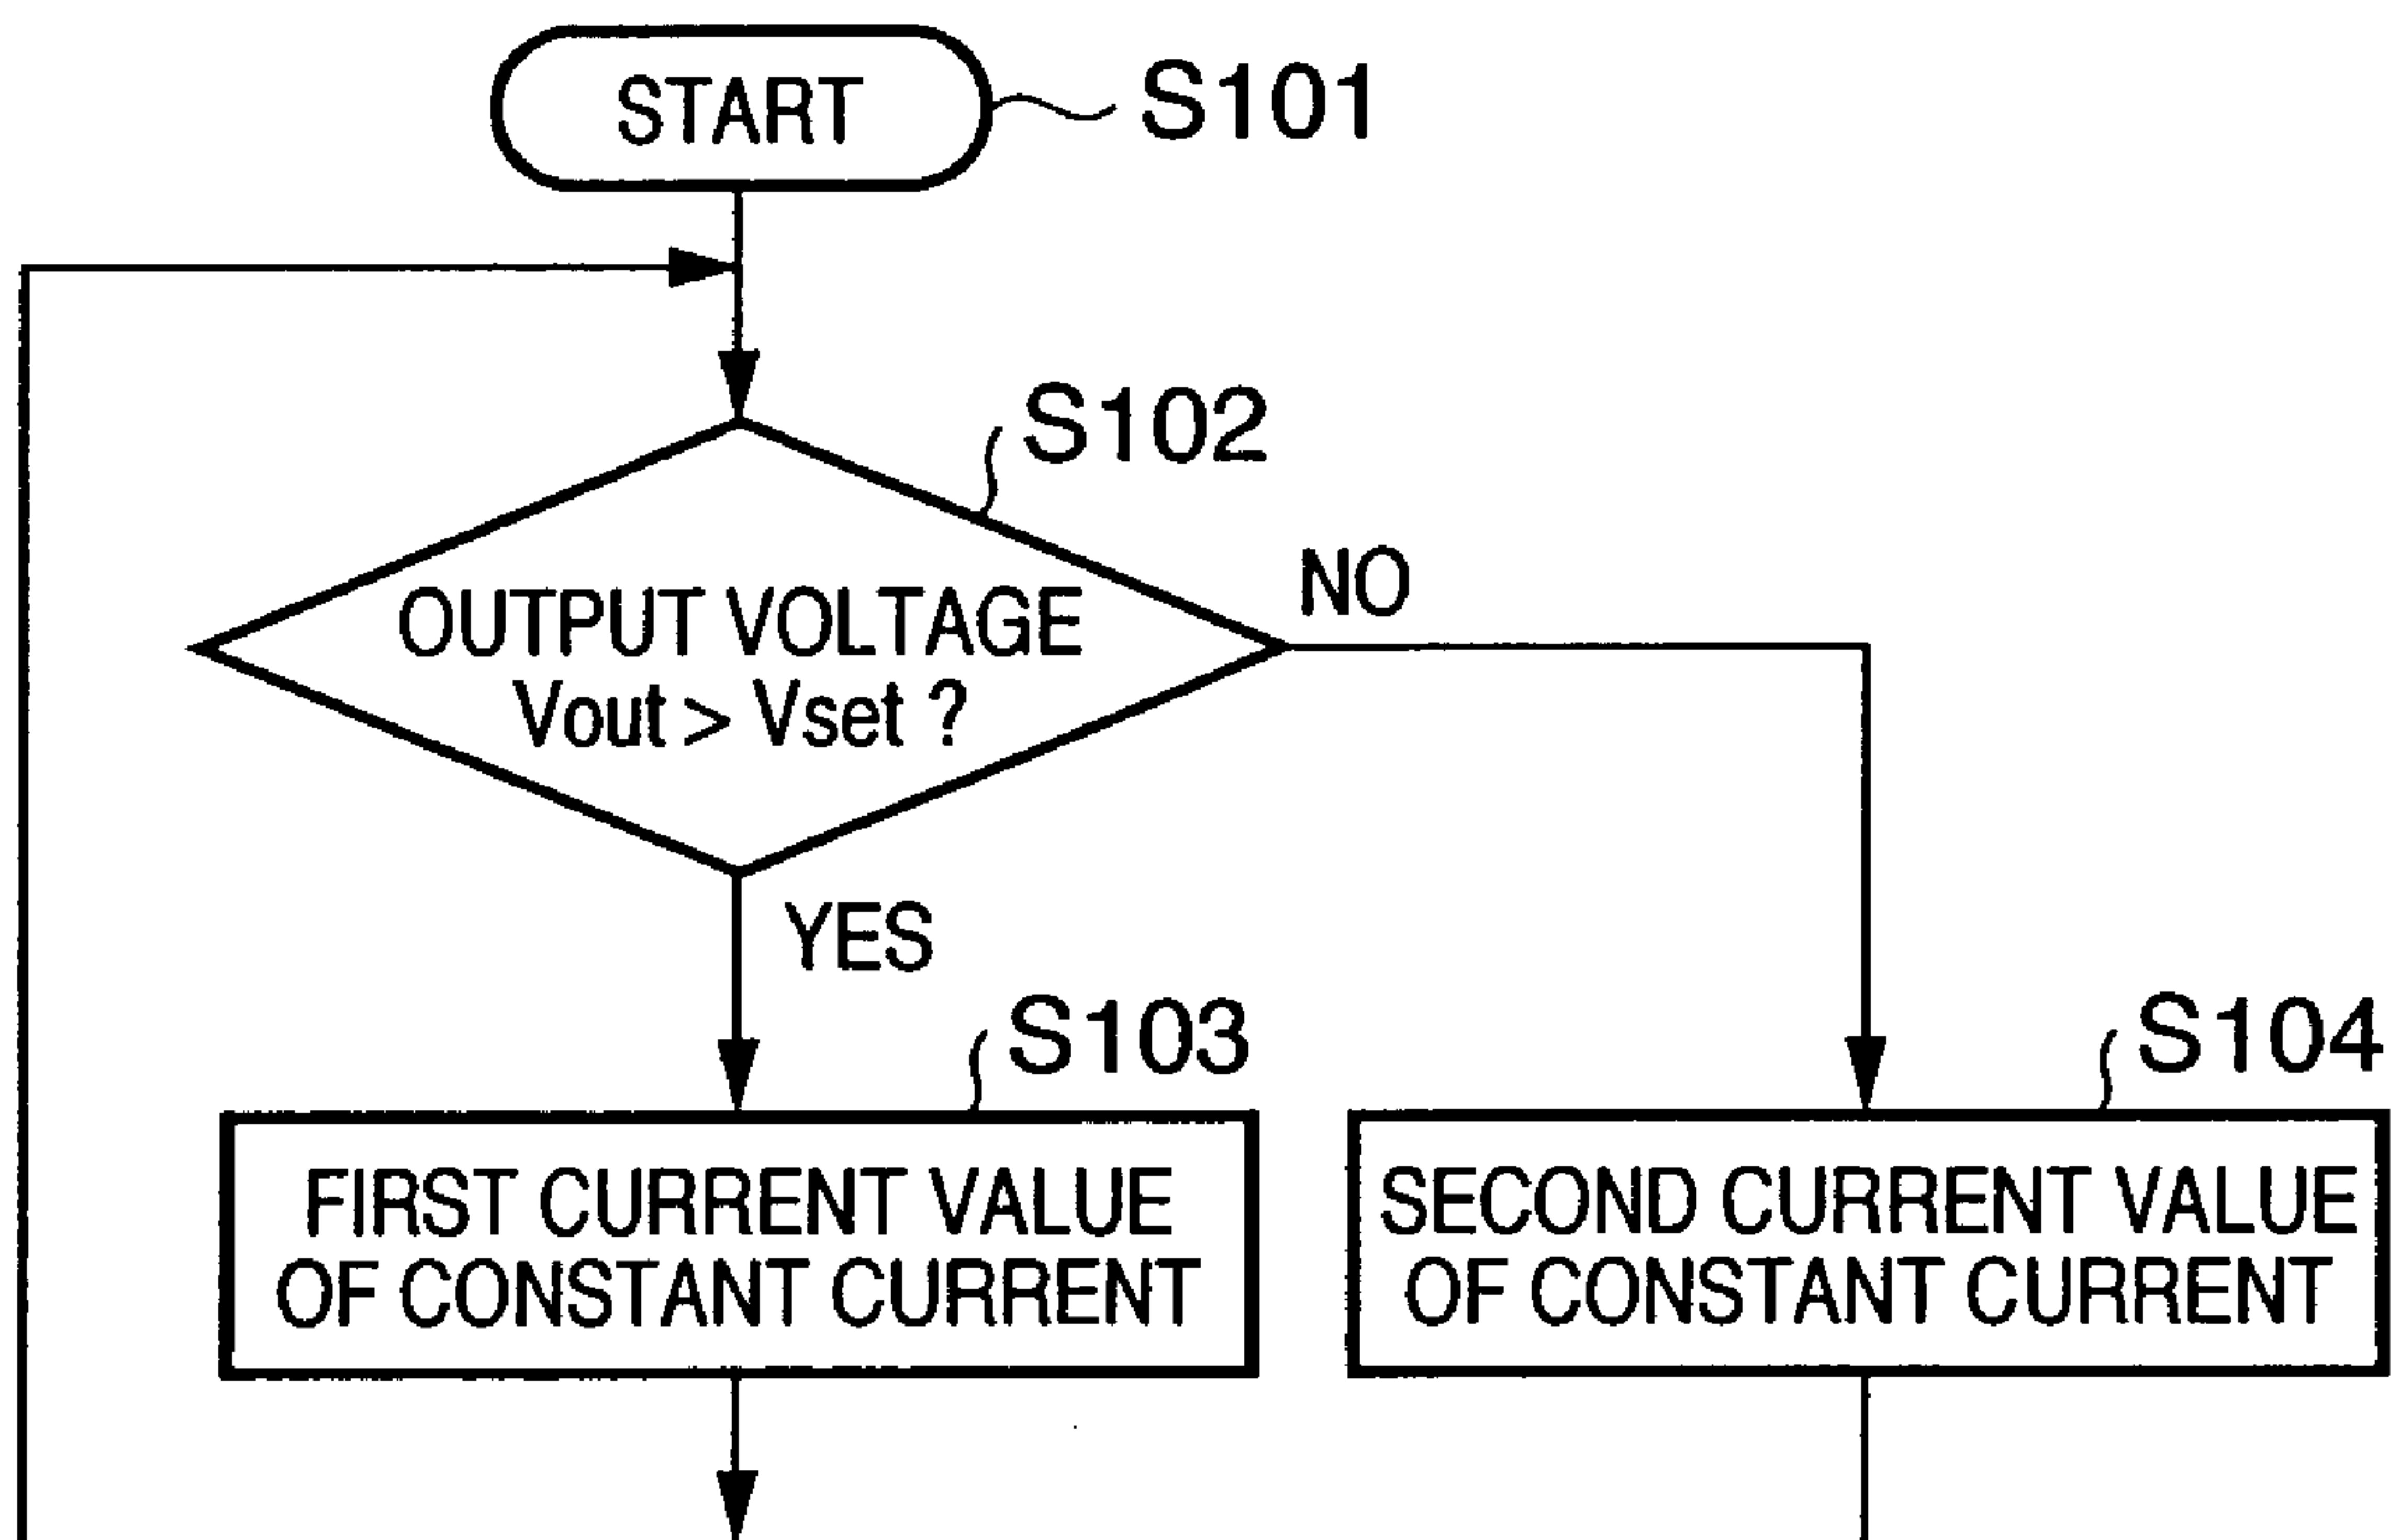 START
S101
S102
OUTPUT VOLTAGE
Vout > Vset ?
NO
YES
S103
S104
FIRST CURRENT VALUE
OF CONSTANT CURRENT
SECOND CURRENT VALUE
OF CONSTANT CURRENT